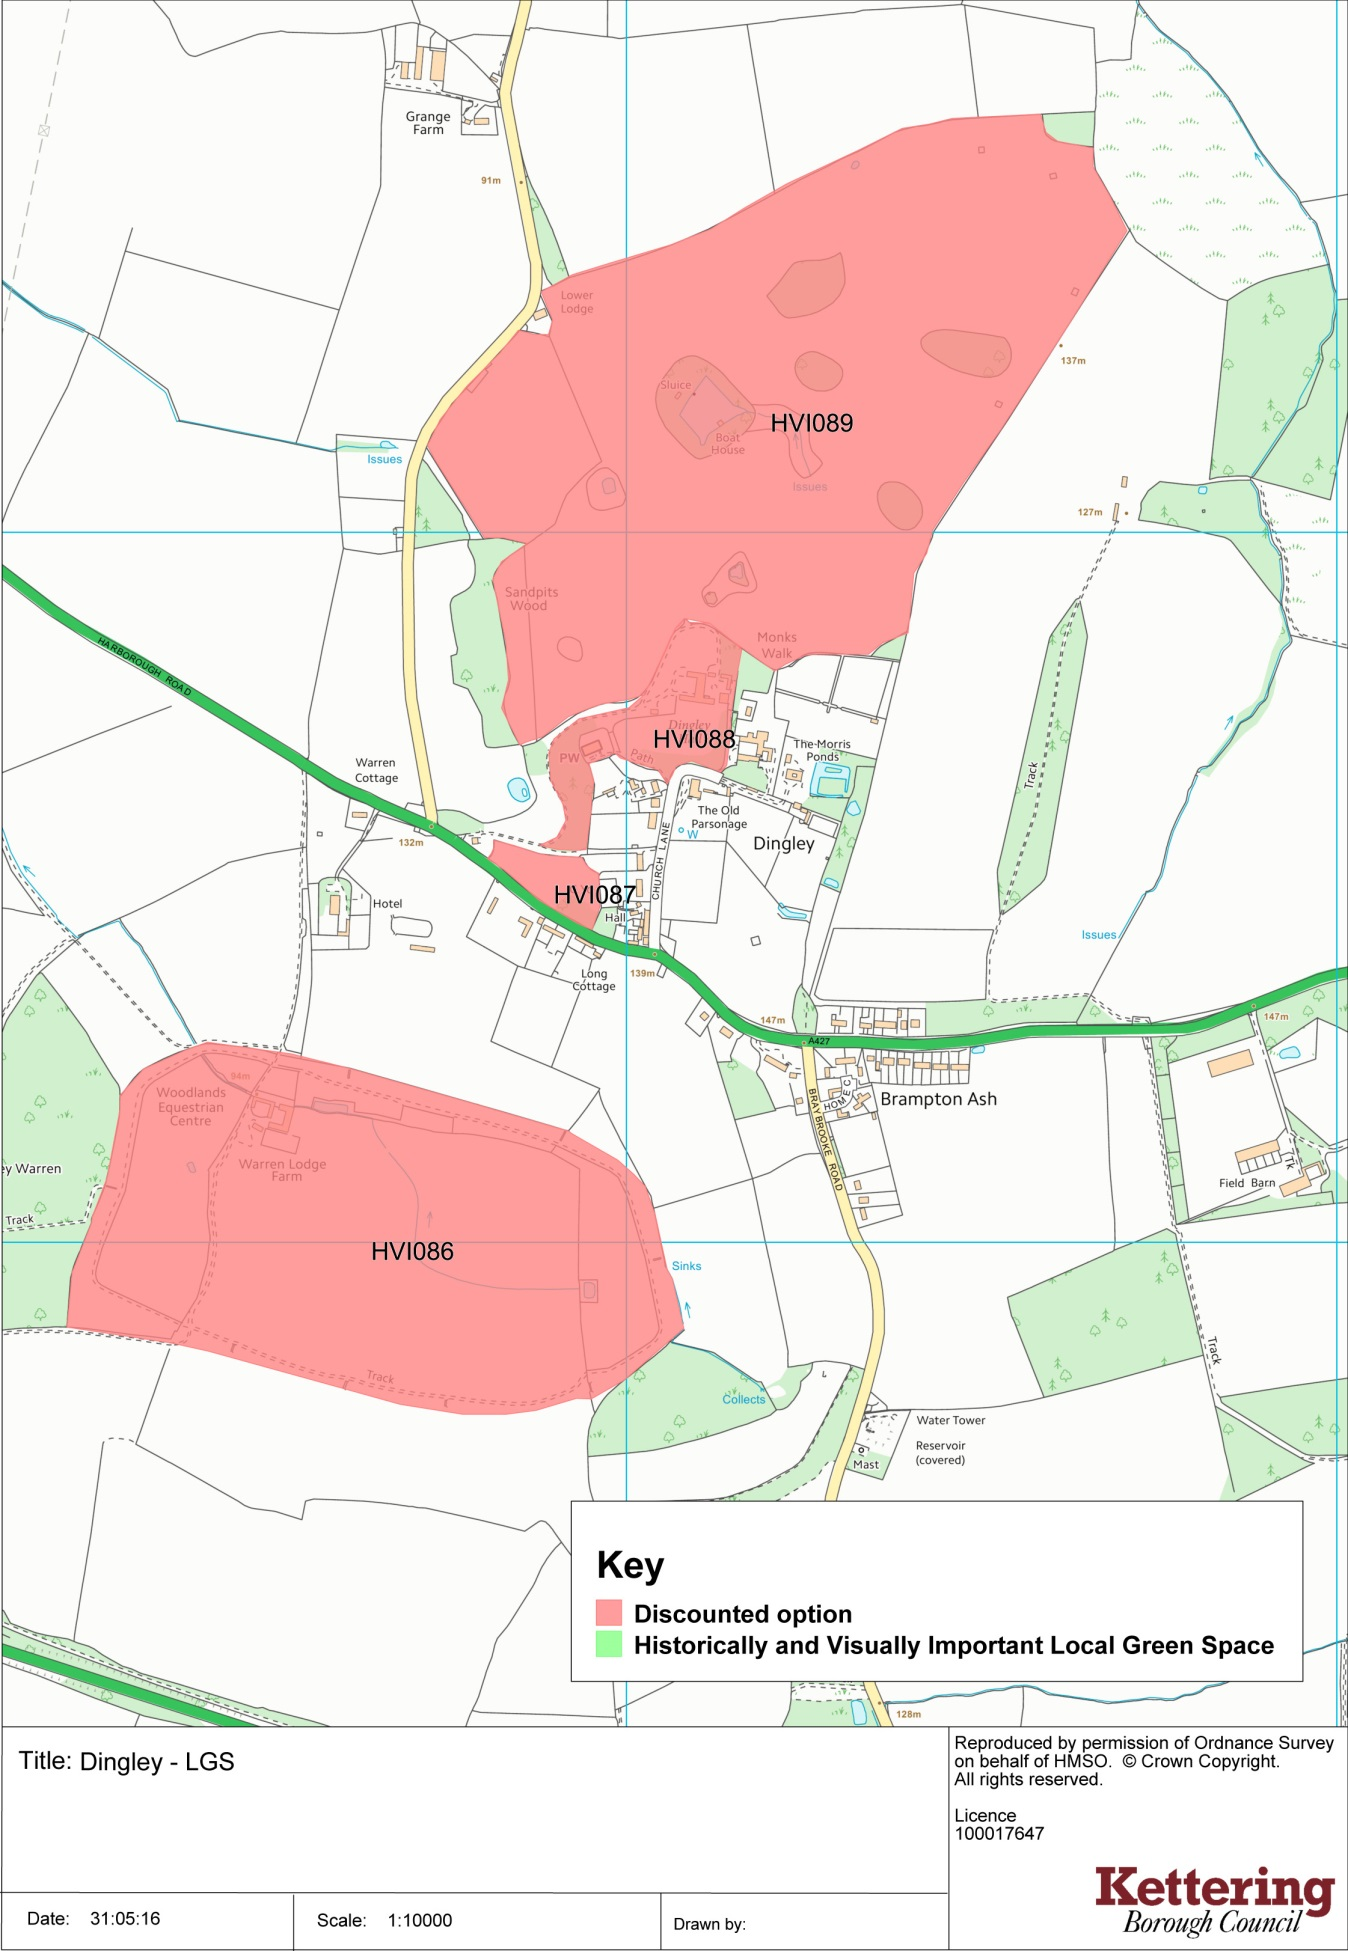 Grange
Farm
91m
Lower
Lodge
137m
Sluice
HVI089
Boat
House
Issues
Issues
127m
Sandpits
Wood
HARBOROUGH ROAD
Monks
Walk
Dingley
HVI088
PW
Path
The Morris
Ponds
Warren
Cottage
Track
The Old
Parsonage
W
132m
Dingley
CHURCH LANE
HVI087
Hotel
Hall
Issues
Long
Cottage
139m
147m
147m
A427
94m
Woodlands
Equestrian
Centre
HOME C
Brampton Ash
BRAYBROOKE ROAD
ey Warren
Warren Lodge
Farm
Tk
Field Barn
Track
HVI086
Sinks
Track
Track
Collects
Water Tower
Reservoir
(covered)
Mast
Key
Discounted option
Historically and Visually Important Local Green Space
128m
Title: Dingley - LGS
Reproduced by permission of Ordnance Survey
on behalf of HMSO. © Crown Copyright.
All rights reserved.
Licence
100017647
Kettering
Borough Council
Date: 31:05:16
Scale: 1:10000
Drawn by: